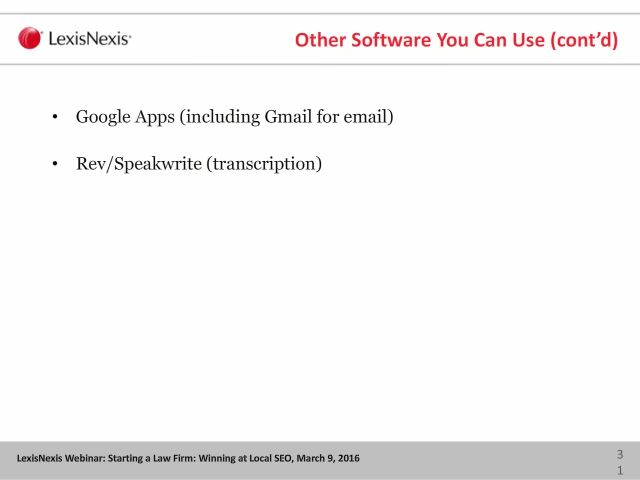 LexisNexis®
Other Software You Can Use (cont’d)
• Google Apps (including Gmail for email)
• Rev/Speakwrite (transcription)
LexisNexis Webinar: Starting a Law Firm: Winning at Local SEO, March 9, 2016
3
1